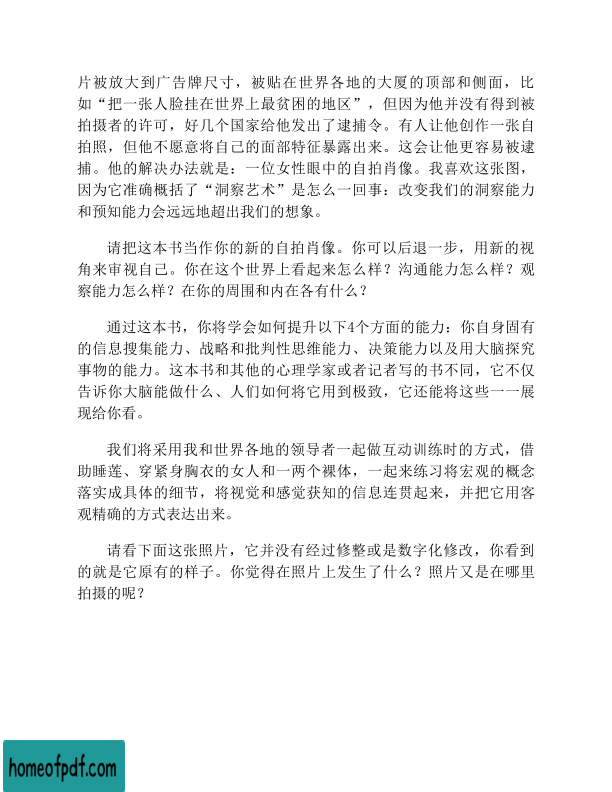 片被放大到广告牌尺寸，被贴在世界各地的大厦的顶部和侧面，比
如“把一张人脸挂在世界上最贫困的地区”，但因为他并没有得到被
拍摄者的许可，好几个国家给他发出了逮捕令。有人让他创作一张自
拍照，但他不愿意将自己的面部特征暴露出来。这会让他更容易被逮
捕。他的解决办法就是：一位女性眼中的自拍肖像。我喜欢这张图，
因为它准确概括了“洞察艺术”是怎么一回事：改变我们的洞察能力
和预知能力会远远地超出我们的想象。
请把这本书当作你的新的自拍肖像。你可以后退一步，用新的视
角来审视自己。你在这个世界上看起来怎么样？沟通能力怎么样？观
察能力怎么样？在你的周围和内在各有什么？
通过这本书，你将学会如何提升以下4个方面的能力：你自身固有
的信息搜集能力、战略和批判性思维能力、决策能力以及用大脑探究
事物的能力。这本书和其他的心理学家或者记者写的书不同，它不仅
告诉你大脑能做什么、人们如何将它用到极致，它还能将这些一一展
现给你看。
我们将采用我和世界各地的领导者一起做互动训练时的方式，借
助睡莲、穿紧身胸衣的女人和一两个裸体，一起来练习将宏观的概念
落实成具体的细节，将视觉和感觉获知的信息连贯起来，并把它用客
观精确的方式表达出来。
请看下面这张照片，它并没有经过修整或是数字化修改，你看到
的就是它原有的样子。你觉得在照片上发生了什么？照片又是在哪里
拍摄的呢？
homeofpdf.com